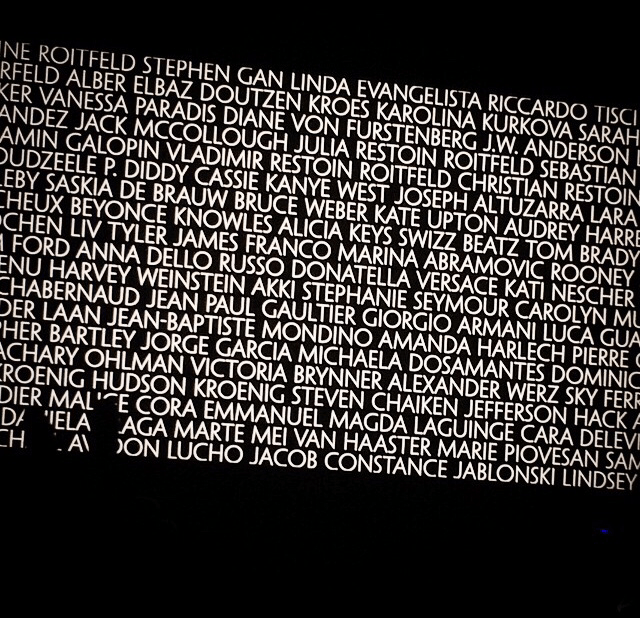 INE ROITFELD STEPHEN GAN LINDA EVANGELISTA RICCARDO TISCI
RFELD ALBER ELBAZ DOUTZEN KROES KAROLINA KURKOVA SARAH
KER VANESSA PARADIS DIANE VON FURSTENBERG J.W. ANDERSON
ANDEZ JACK MCCOLLOUGH JULIA RESTOIN ROITFELD SEBASTIAN
AMIN GALOPIN VLADIMIR RESTOIN ROITFELD CHRISTIAN RESTOIN
OUDZEELE P. DIDDY CASSIE KANYE WEST JOSEPH ALTUZARRA LARA
LEBY SASKIA DE BRAUW BRUCE WEBER KATE UPTON AUDREY HARRE
CHEUX BEYONCE KNOWLES ALICIA KEYS SWIZZ BEATZ TOM BRADY
OCHEN LIV TYLER JAMES FRANCO MARINA ABRAMOVIC ROONEY
M FORD ANNA DELLO RUSSO DONATELLA VERSACE KATI NESCHER
ENU HARVEY WEINSTEIN AKKI STEPHANIE SEYMOUR CAROLYN MU
CHABERNAUD JEAN PAUL GAULTIER GIORGIO ARMANI LUCA GUA
DER LAAN JEAN-BAPTISTE MONDINO AMANDA HARLECH PIERRE
PHER BARTLEY JORGE GARCIA MICHAELA DOSAMANTES DOMINIC
ACHARY OHLMAN VICTORIA BRYNNER ALEXANDER WERZ SKY FERR
KROENIG HUDSON KROENIG STEVEN CHAIKEN JEFFERSON HACK A
DIER CORA EMMANUEL MAGDA LAGUINGE CARA DELEV
AGA MARTE MEI VAN HAASTER MARIE PIOVESAN SAM
CH DON LUCHO JACOB CONSTANCE JABLONSKI LINDSEY